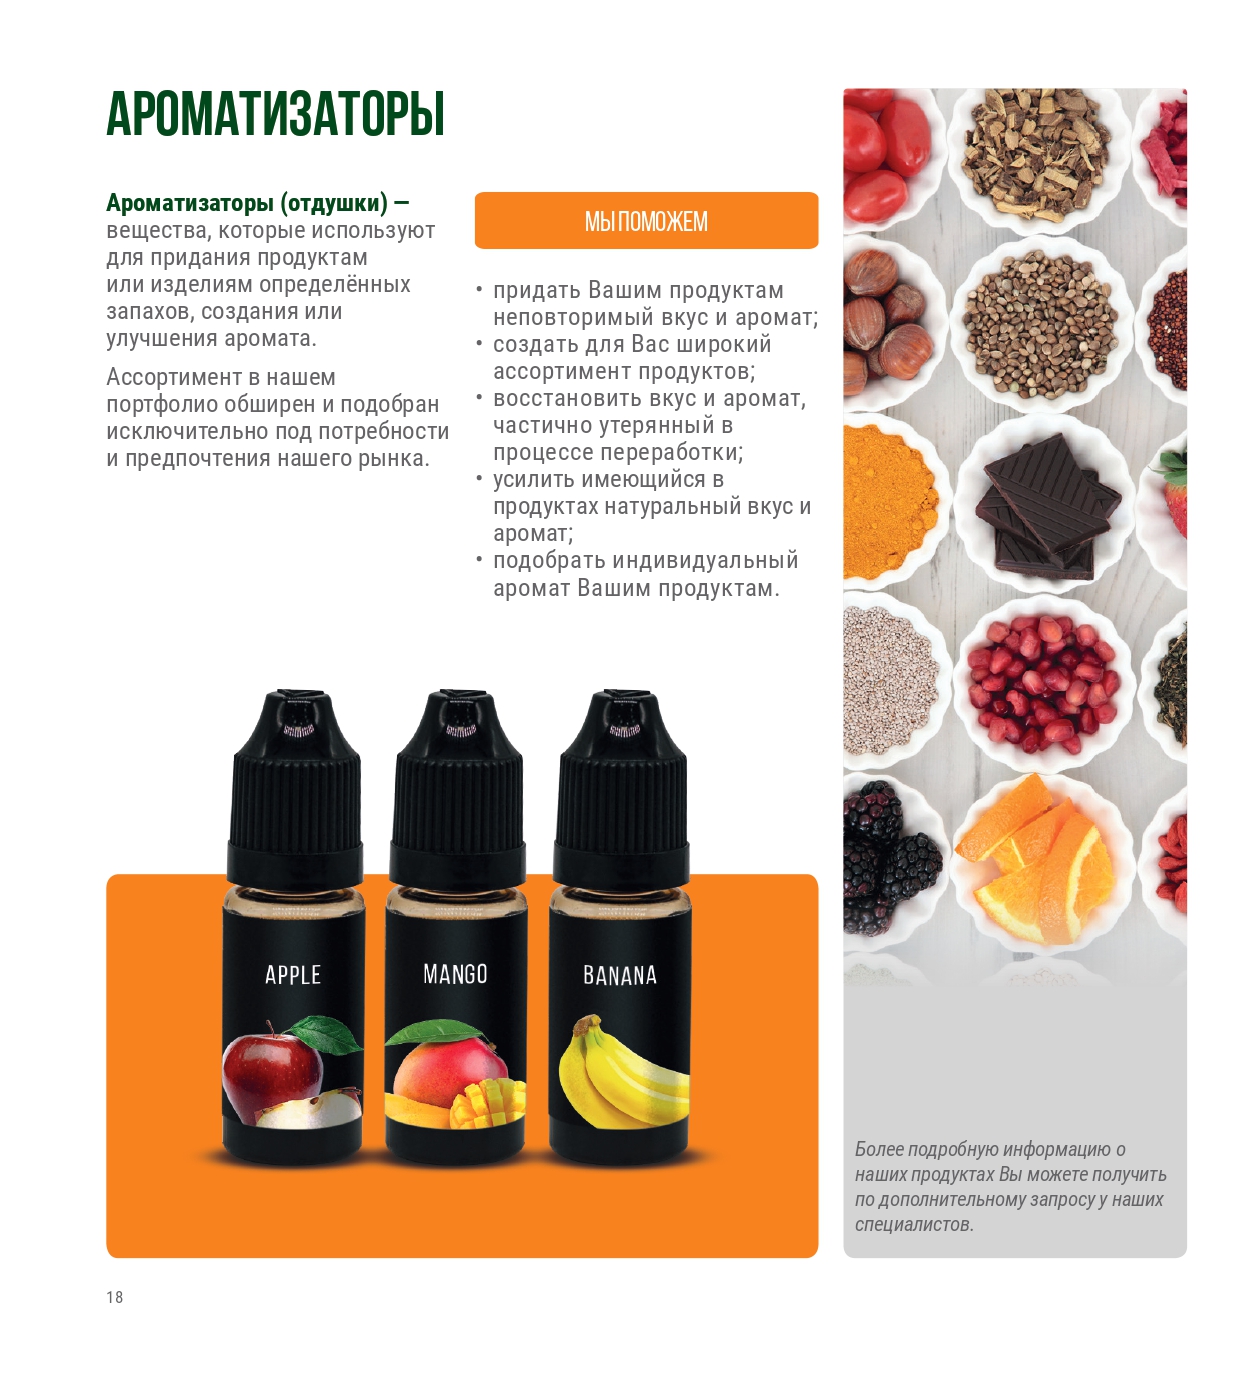 АРОМАТИЗАТОРЫ
Ароматизаторы (отдушки) —
вещества, которые используют
для придания продуктам
или изделиям определённых
запахов, создания или
улучшения аромата.
Ассортимент в нашем
портфолио обширен и подобран
исключительно под потребности
и предпочтения нашего рынка.
МЫ ПОМОЖЕМ
• придать Вашим продуктам
неповторимый вкус и аромат;
• создать для Вас широкий
ассортимент продуктов;
• восстановить вкус и аромат,
частично утерянный в
процессе переработки;
• усилить имеющийся в
продуктах натуральный вкус и
аромат;
• подобрать индивидуальный
аромат Вашим продуктам.
APPLE
MANGO
BANANA
Более подробную информацию о
наших продуктах Вы можете получить
по дополнительному запросу у наших
специалистов.
18